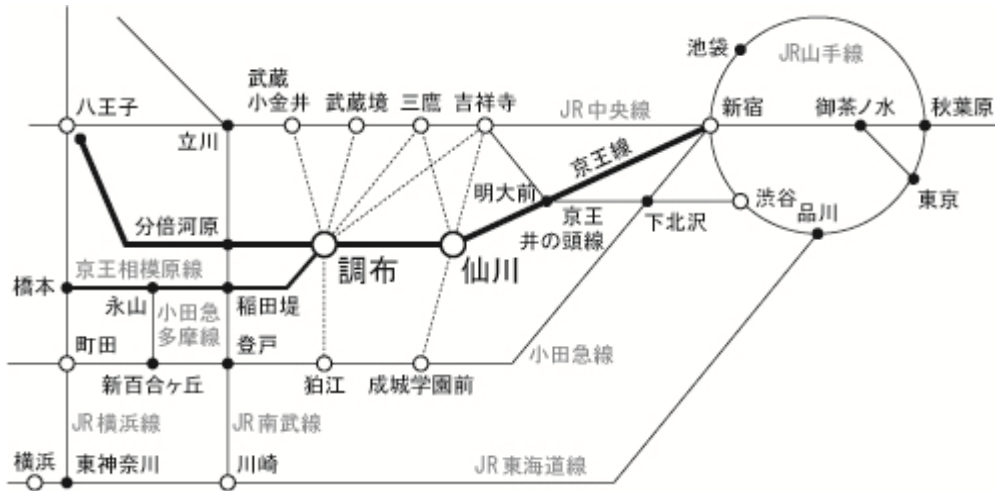 池袋
JR山手線
八王子
武蔵
小金井
武蔵境
三鷹
吉祥寺
JR中央線
新宿
御茶ノ水
秋葉原
立川
京王線
明大前
渋谷
東京
分倍河原
京王
井の頭線
下北沢
品川
調布
仙川
京王相模原線
橋本
永山
小田急
多摩線
稲田堤
町田
登戸
小田急線
新百合ヶ丘
狛江
成城学園前
JR横浜線
JR南武線
横浜
東神奈川
川崎
JR東海道線